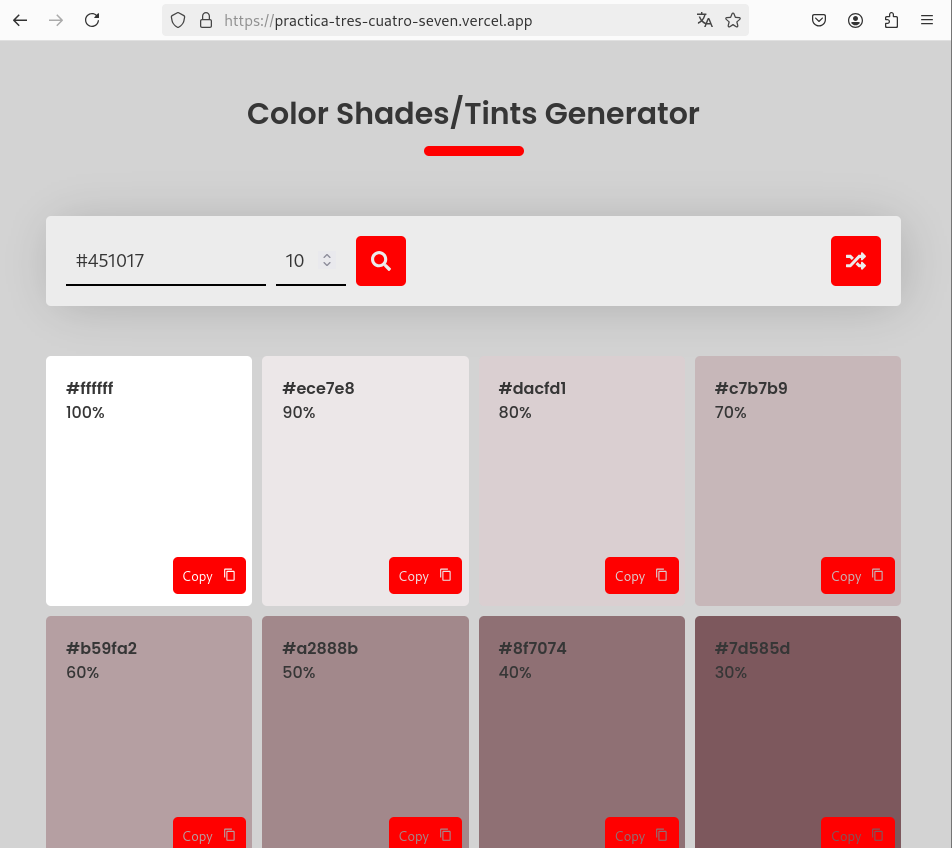 https://practica-tres-cuatro-seven.vercel.app
Color Shades/Tints Generator
#451017
10
#ffffff
100%
Copy
#ece7e8
90%
Copy
#dacfd1
80%
Copy
#c7b7b9
70%
Copy
#b59fa2
60%
Copy
#a2888b
50%
Copy
#8f7074
40%
Copy
#7d585d
30%
Copy